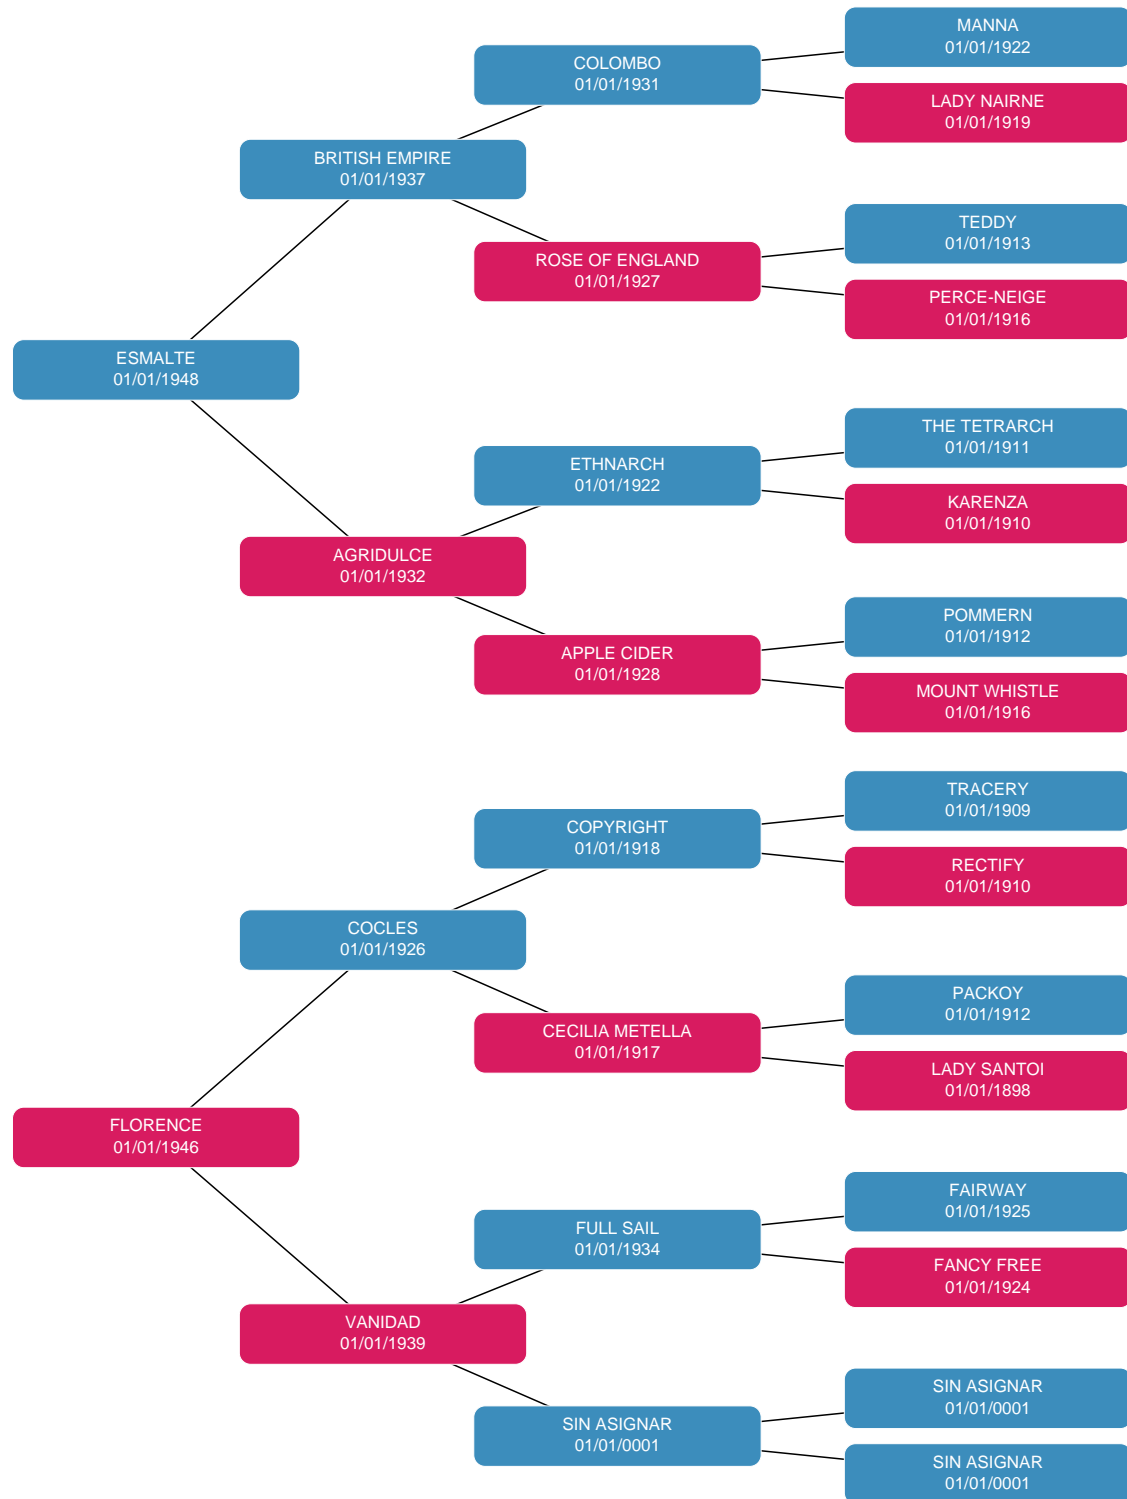 MANNA
01/01/1922
COLOMBO
01/01/1931
LADY NAIRNE
01/01/1919
BRITISH EMPIRE
01/01/1937
TEDDY
01/01/1913
ROSE OF ENGLAND
01/01/1927
PERCE-NEIGE
01/01/1916
ESMALTE
01/01/1948
THE TETRARCH
01/01/1911
ETHNARCH
01/01/1922
KARENZA
01/01/1910
AGRIDULCE
01/01/1932
POMMERN
01/01/1912
APPLE CIDER
01/01/1928
MOUNT WHISTLE
01/01/1916
TRACERY
01/01/1909
COPYRIGHT
01/01/1918
RECTIFY
01/01/1910
COCLES
01/01/1926
PACKOY
01/01/1912
CECILIA METELLA
01/01/1917
LADY SANTOI
01/01/1898
FLORENCE
01/01/1946
FAIRWAY
01/01/1925
FULL SAIL
01/01/1934
FANCY FREE
01/01/1924
VANIDAD
01/01/1939
SIN ASIGNAR
01/01/0001
SIN ASIGNAR
01/01/0001
SIN ASIGNAR
01/01/0001